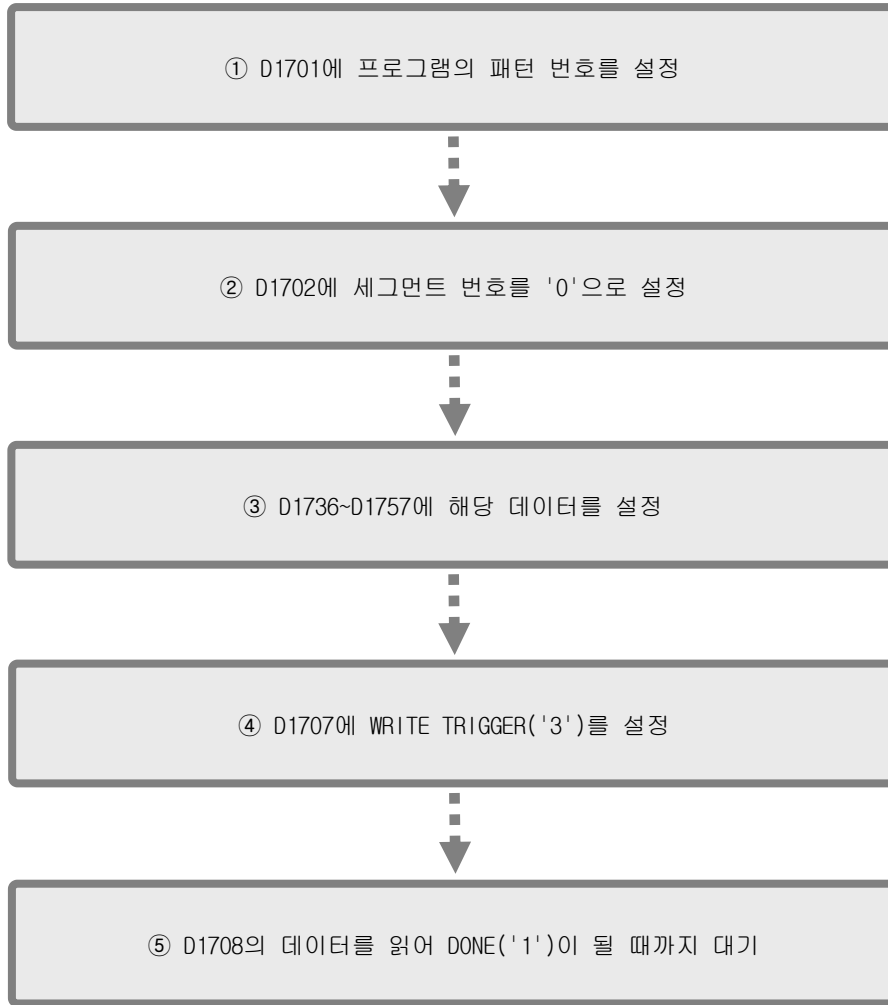 ① D1701에 프로그램의 패턴 번호를 설정
② D1702에 세그먼트 번호를 '0'으로 설정
③ D1736~D1757에 해당 데이터를 설정
④ D1707에 WRITE TRIGGER('3')를 설정
⑤ D1708의 데이터를 읽어 DONE('1')이 될 때까지 대기